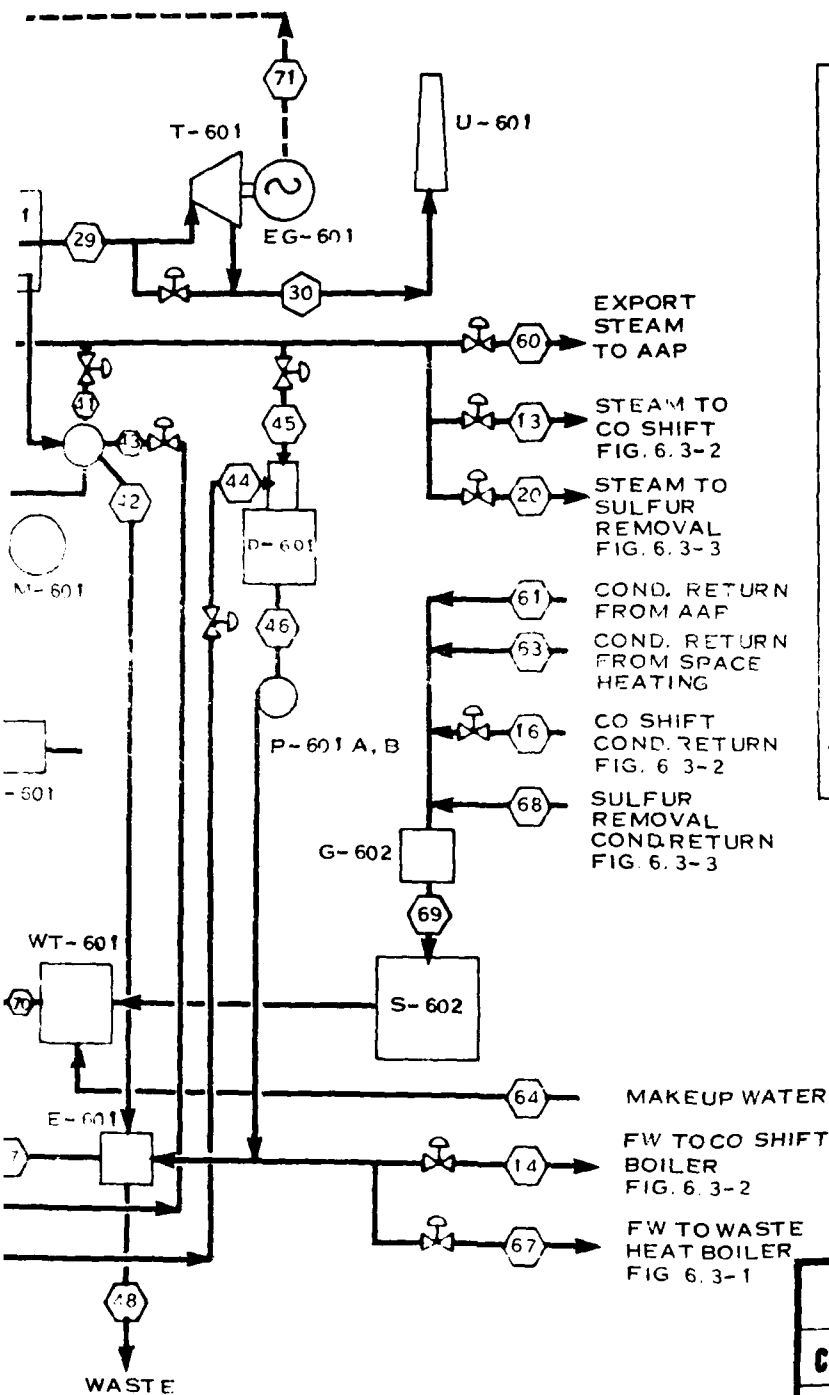 71
T-601
U-601
1
29
EG-601
30
EXPORT
STEAM
TO AAP
60
41
45
STEAM TO
CO SHIFT
FIG. 6.3-2
13
43
44
42
STEAM TO
SULFUR
REMOVAL
FIG. 6.3-3
20
D-601
M-601
46
61
COND. RETURN
FROM AAP
63
COND. RETURN
FROM SPACE
HEATING
P-601 A, B
16
CO SHIFT
COND. RETURN
FIG. 6 3-2
-601
68
SULFUR
REMOVAL
COND.RETURN
FIG. 6.3-3
G-602
69
WT-601
70
S-602
64
MAKEUP WATER
E-601
7
14
FW TO CO SHIFT
BOILER
FIG. 6.3-2
67
FW TO WASTE
HEAT BOILER
FIG 6.3-1
48
C
WASTE